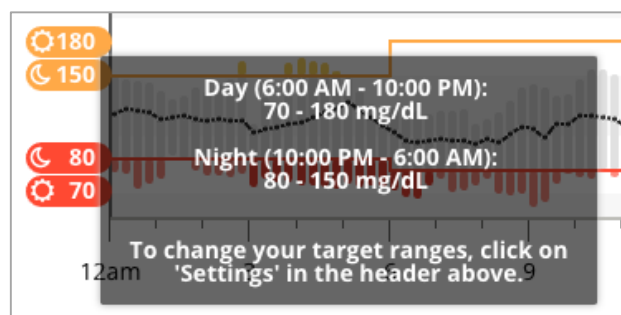 180
150
Day (6:00 AM - 10:00 PM):
70 - 180 mg/dL
80
Night (10:00 PM - 6:00 AM):
80 - 150 mg/dL
70
To change your target ranges, click on
'Settings' in the header above.
12am 3 6 9